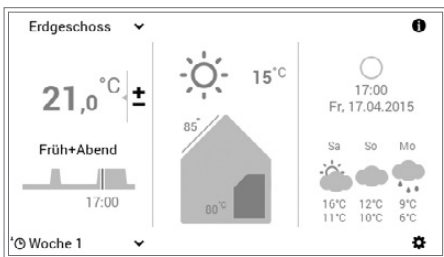 Erdgeschoss
21,0 °C ±
Früh+Abend
17:00
Woche 1
15°C
85°
80°C
17:00
Fr, 17.04.2015
Sa So Mo
16°C 12°C 9°C
11°C 10°C 6°C